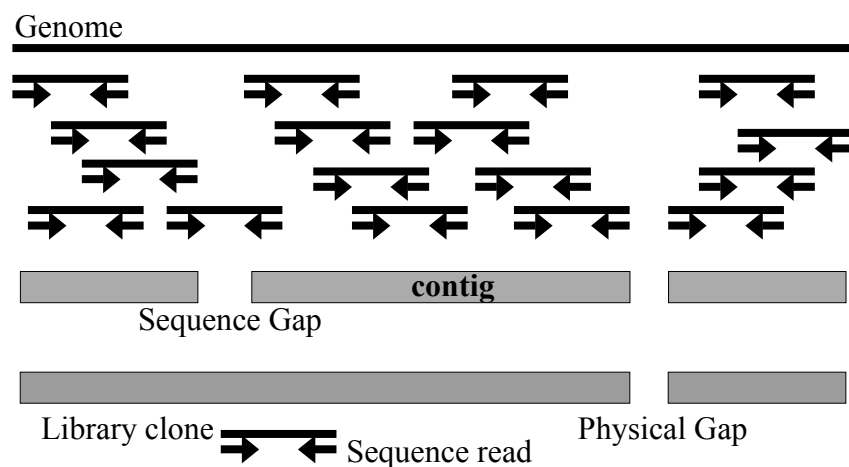 Genome
contig
Sequence Gap
Library clone
Physical Gap
Sequence read